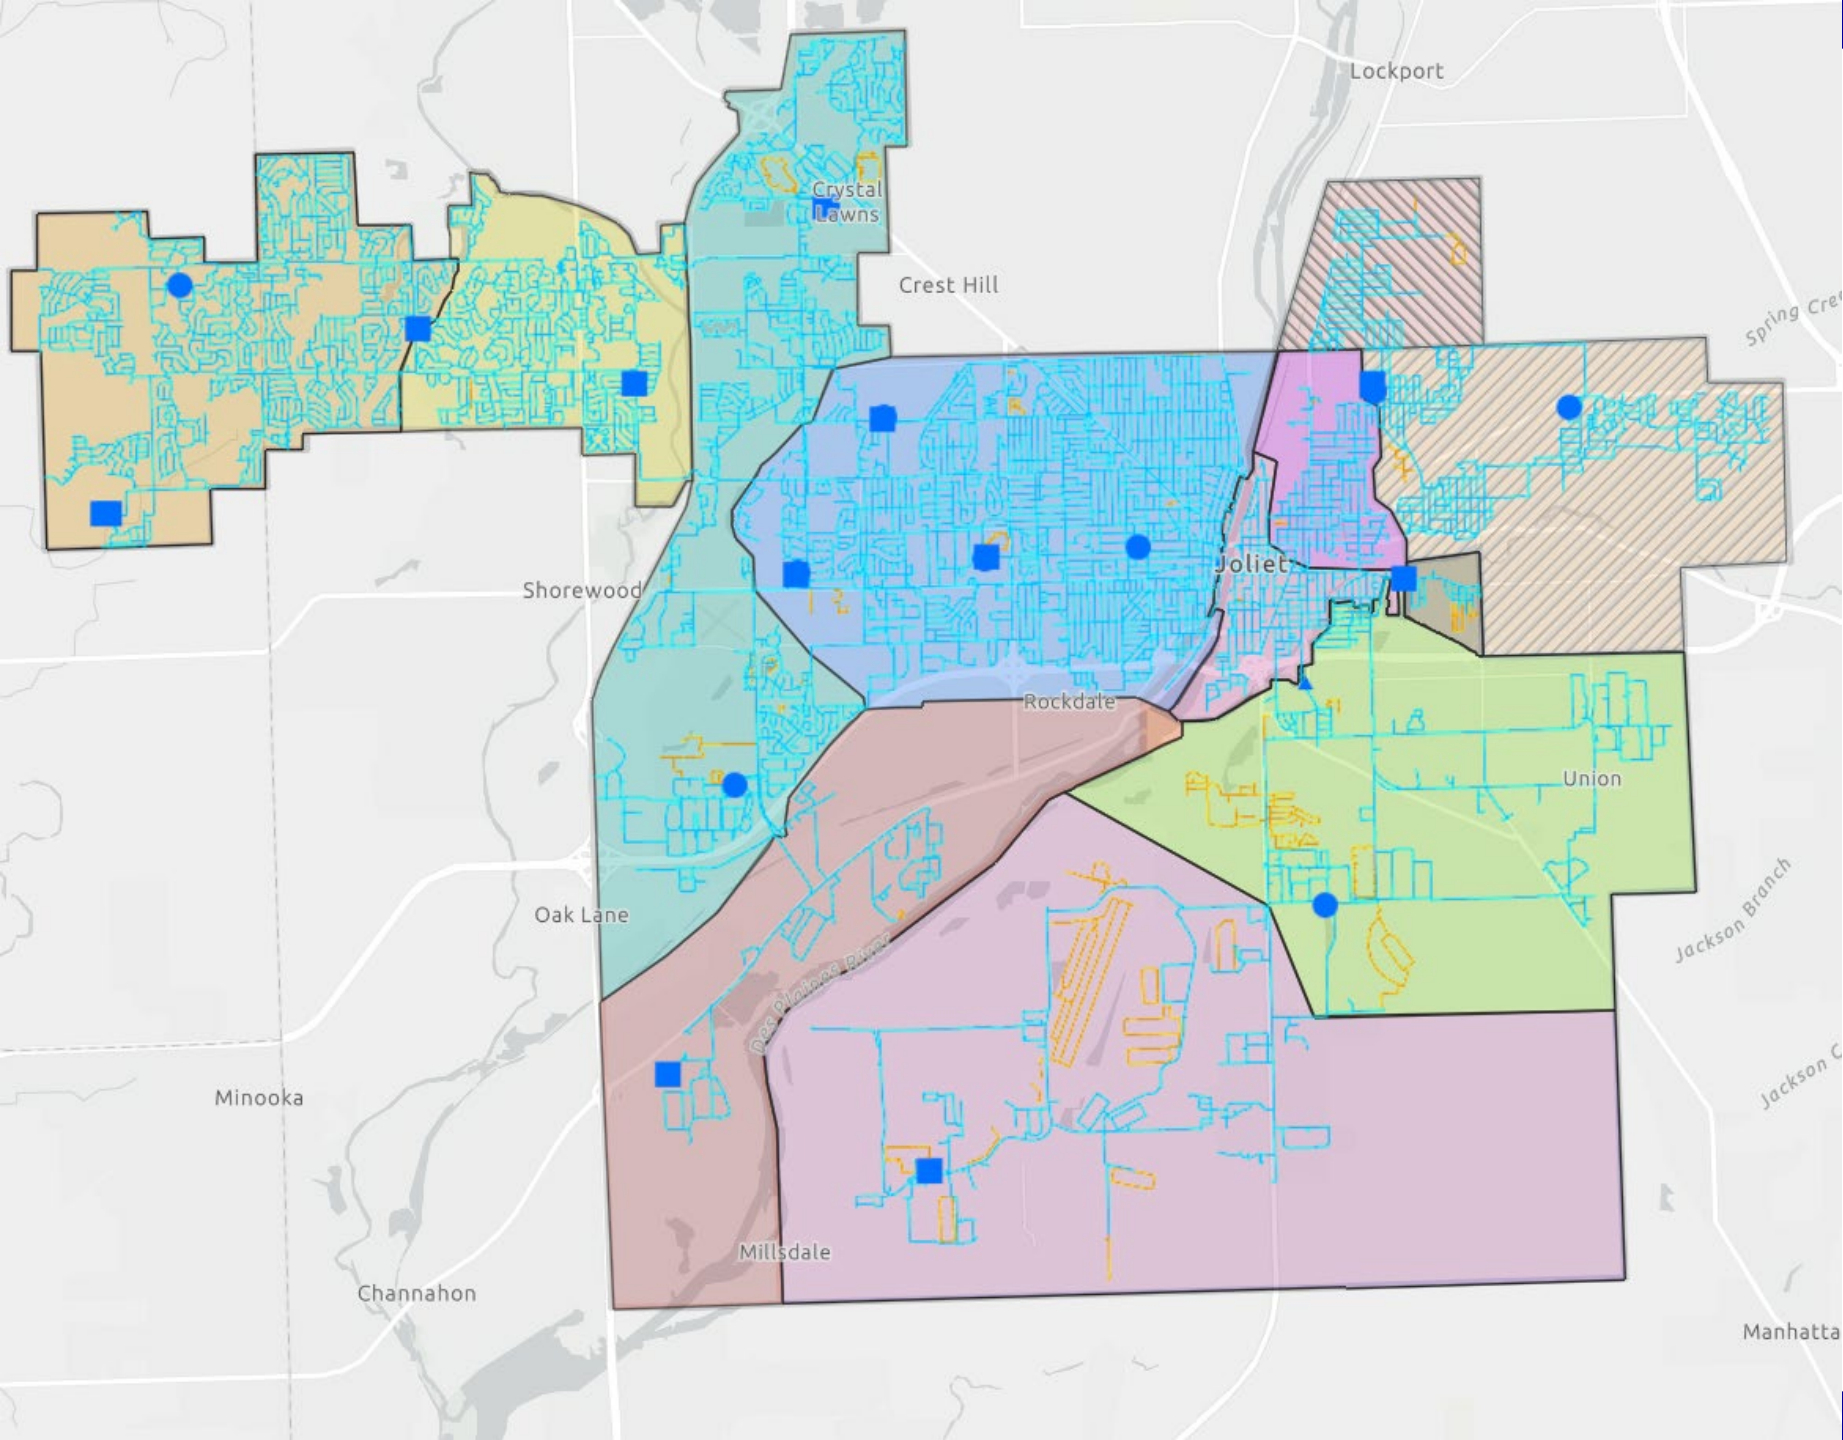 Lockport
Crystal
Lawns
Crest Hill
Spring Cre
Joliet
Shorewood
Rockdale
Union
Oak Lane
Jackson Branch
Des Plaines River
Jackson C
Minooka
Millsdale
Channahon
Manhatta